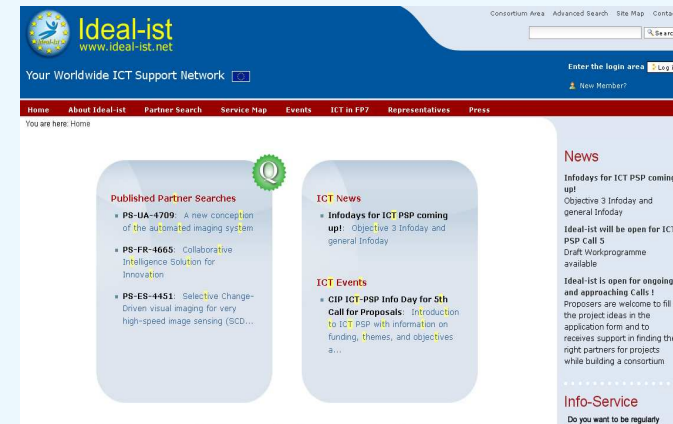 Consortium Area Advanced Search Site Map
Ideal-ist
www.ideal-ist.net
Your Worldwide ICT Support Network
Enter the login area
New Member?
Home About Ideal-ist Partner Search Service Map Events ICT in FP7 Representatives Press
You are here: Home
Q
Published Partner Searches
PS-UA-4709: A new conception
of the automated imaging system
PS-FR-4665: Collaborative
Intelligence Solution for
Innovation
PS-ES-4451: Selective Change-
Driven visual imaging for very
high-speed image sensing (SCD...
ICT News
Infodays for ICT PSP coming
up!: Objective 3 Infoday and
general Infoday
ICT Events
CIP ICT-PSP Info Day for 5th
Call for Proposals: Introduction
to ICT PSP with information on
funding, themes, and objectives
a...
News
Infodays for ICT PSP coming
up!
Objective 3 Infoday and
general Infoday
Ideal-ist will be open for ICT
PSP Call 5
Draft Workprogramme
available
Ideal-ist is open for ongoing
and approaching Calls !
Proposers are welcome to fill
the project ideas in the
application form and to
receives support in finding the
right partners for projects
while building a consortium
Info-Service
Do you want to be regularly